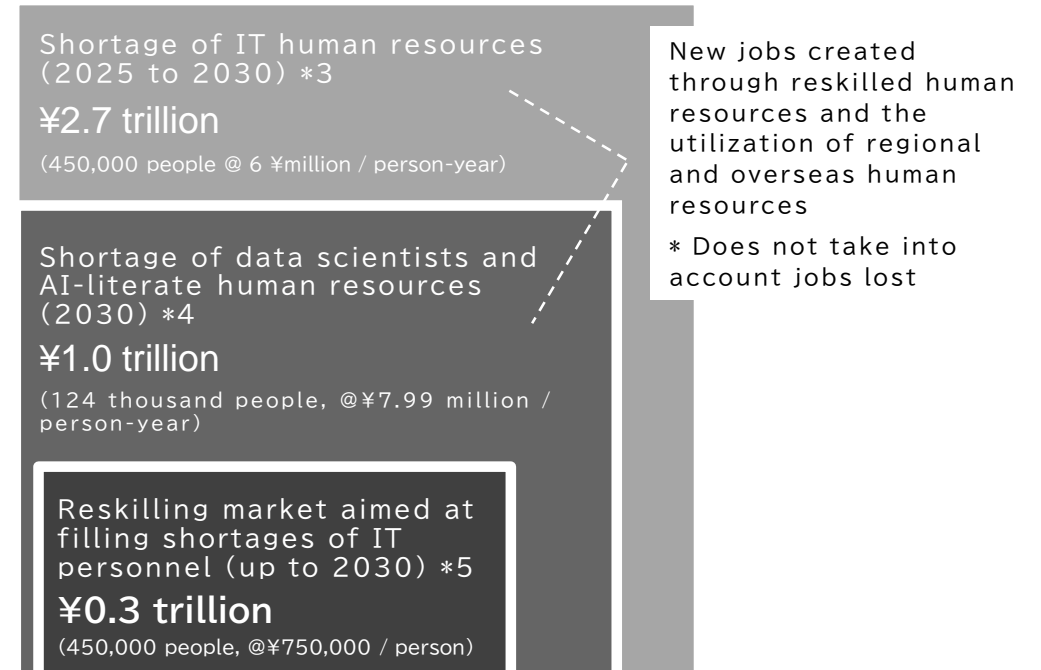 Shortage of IT human resources
(2025 to 2030) *3
¥2.7 trillion
(450,000 people @ 6 ¥million / person-year)
New jobs created
through reskilled human
resources and the
utilization of regional
and overseas human
resources
* Does not take into
account jobs lost
Shortage of data scientists and
AI-literate human resources
(2030) *4
¥1.0 trillion
(124 thousand people, @¥7.99 million /
person-year)
Reskilling market aimed at
filling shortages of IT
personnel (up to 2030) *5
¥0.3 trillion
(450,000 people, @¥750,000 / person)